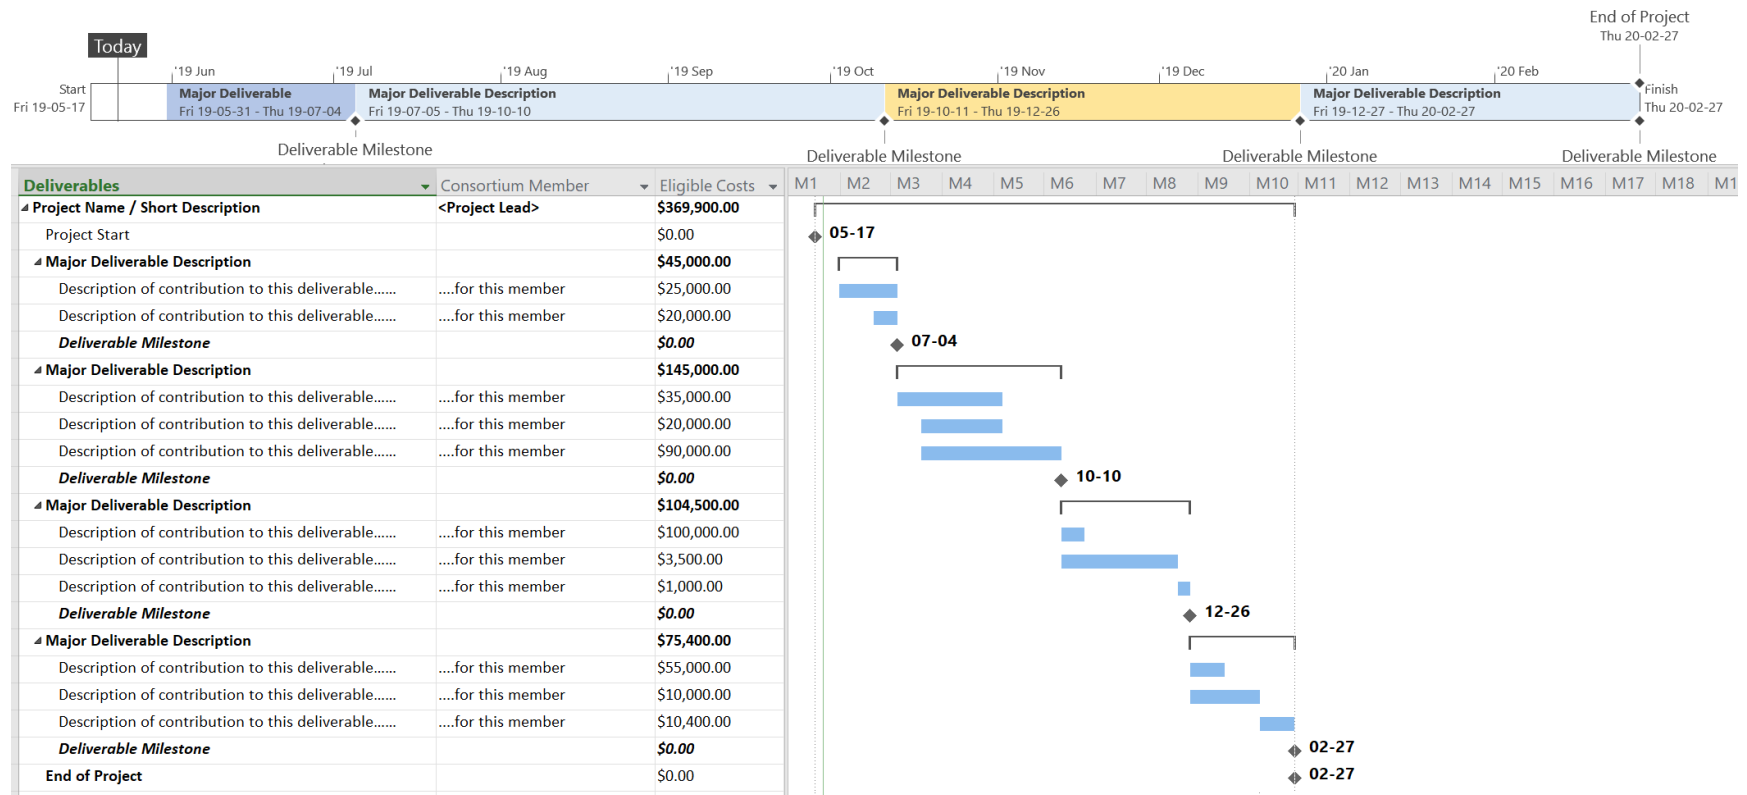 End of Project
Thu 20-02-27
Today
'19 Jun '19 Jul '19 Aug '19 Sep '19 Oct '19 Nov '19 Dec '20 Jan '20 Feb
Start
Fri 19-05-17
Major Deliverable
Fri 19-05-31 - Thu 19-07-04
Major Deliverable Description
Fri 19-07-05 - Thu 19-10-10
Major Deliverable Description
Fri 19-10-11 - Thu 19-12-26
Major Deliverable Description
Fri 19-12-27 - Thu 20-02-27
Finish
Thu 20-02-27
Deliverable Milestone
Deliverable Milestone
Deliverable Milestone
Deliverable Milestone
Deliverables Consortium Member Eligible Costs M1 M2 M3 M4 M5 M6 M7 M8 M9 M10 M11 M12 M13 M14 M15 M16 M17 M18 M1
Project Name / Short Description <Project Lead> $369,900.00
Project Start $0.00 05-17
Major Deliverable Description $45,000.00
Description of contribution to this deliverable...... ....for this member $25,000.00
Description of contribution to this deliverable...... ....for this member $20,000.00
Deliverable Milestone $0.00 07-04
Major Deliverable Description $145,000.00
Description of contribution to this deliverable...... ....for this member $35,000.00
Description of contribution to this deliverable...... ....for this member $20,000.00
Description of contribution to this deliverable...... ....for this member $90,000.00
Deliverable Milestone $0.00 10-10
Major Deliverable Description $104,500.00
Description of contribution to this deliverable...... ....for this member $100,000.00
Description of contribution to this deliverable...... ....for this member $3,500.00
Description of contribution to this deliverable...... ....for this member $1,000.00
Deliverable Milestone $0.00 12-26
Major Deliverable Description $75,400.00
Description of contribution to this deliverable...... ....for this member $55,000.00
Description of contribution to this deliverable...... ....for this member $10,000.00
Description of contribution to this deliverable...... ....for this member $10,400.00
Deliverable Milestone $0.00 02-27
End of Project $0.00 02-27